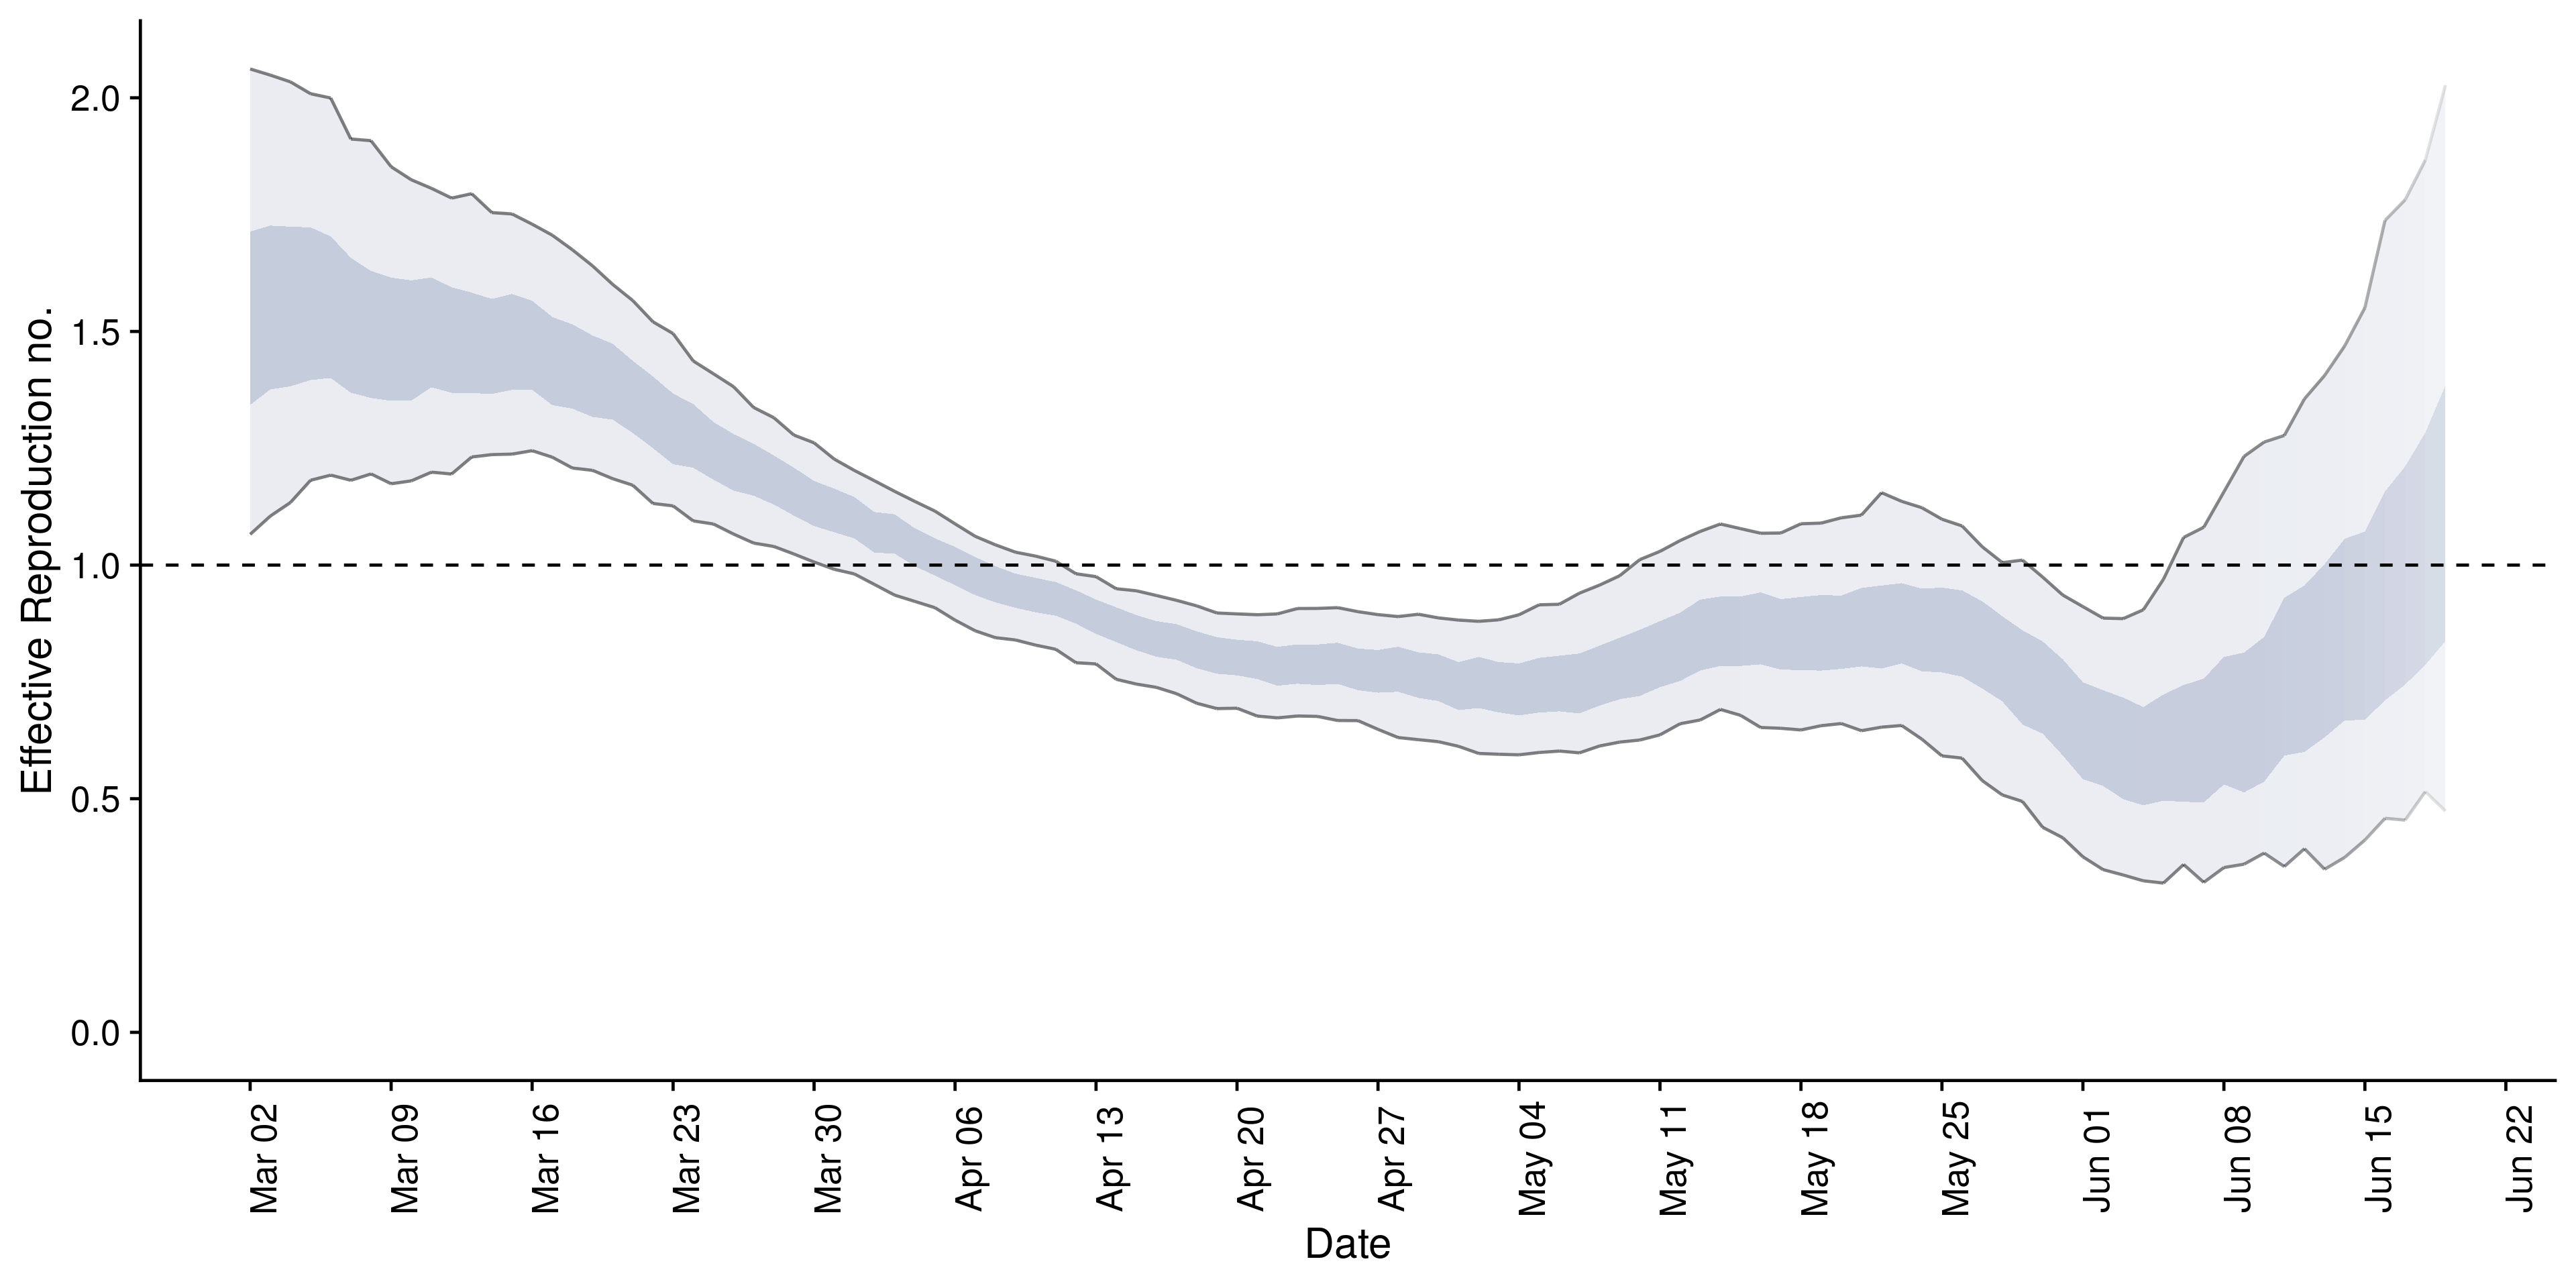 Effective Reproduction no.
2.0
1.5
1.0
0.5
0.0
Mar 02
Mar 09
Mar 16
Mar 23
Mar 30
Apr 06
Apr 13
Apr 20
Apr 27
May 04
May 11
May 18
May 25
Jun 01
Jun 08
Jun 15
Jun 22
Date